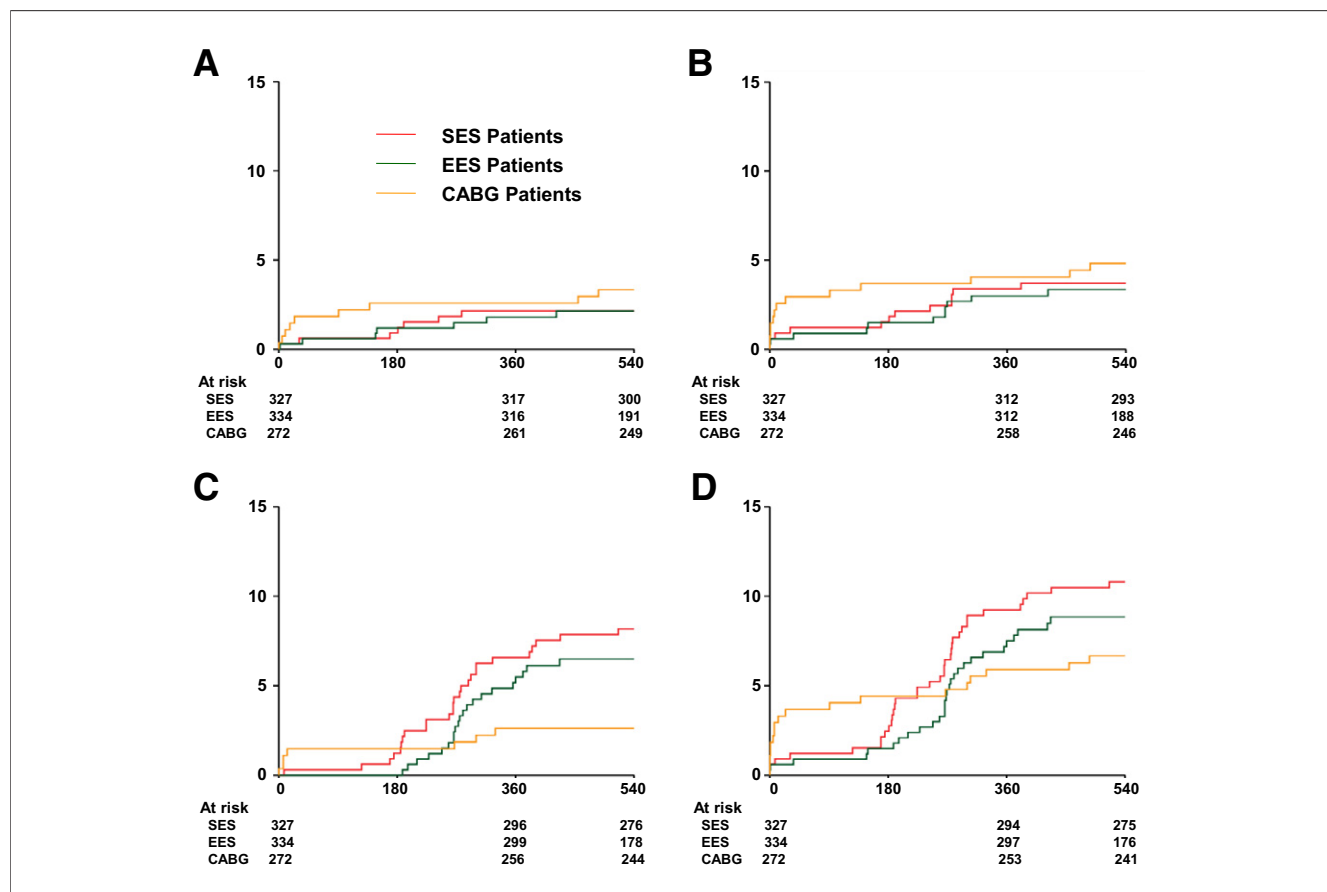 A
15
10
5
0
SES Patients
EES Patients
CABG Patients
0 180 360 540
At risk
SES 327 317 300
EES 334 316 191
CABG 272 261 249
B
15
10
5
0
0 180 360 540
At risk
SES 327 312 293
EES 334 312 188
CABG 272 258 246
C
15
10
5
0
0 180 360 540
At risk
SES 327 296 276
EES 334 299 178
CABG 272 256 244
D
15
10
5
0
0 180 360 540
At risk
SES 327 294 275
EES 334 297 176
CABG 272 253 241